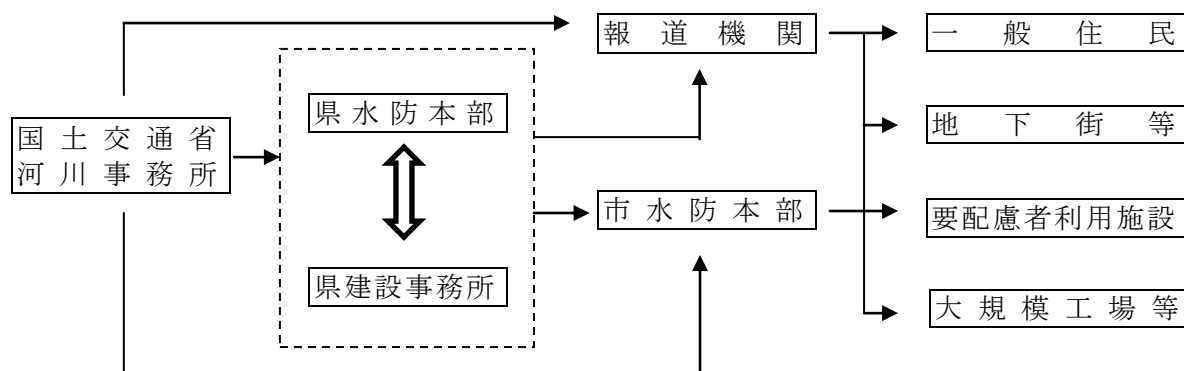 報道機関
一般住民
県水防本部
地下街等
国土交通省
河川事務所
市水防本部
要配慮者利用施設
県建設事務所
大規模工場等